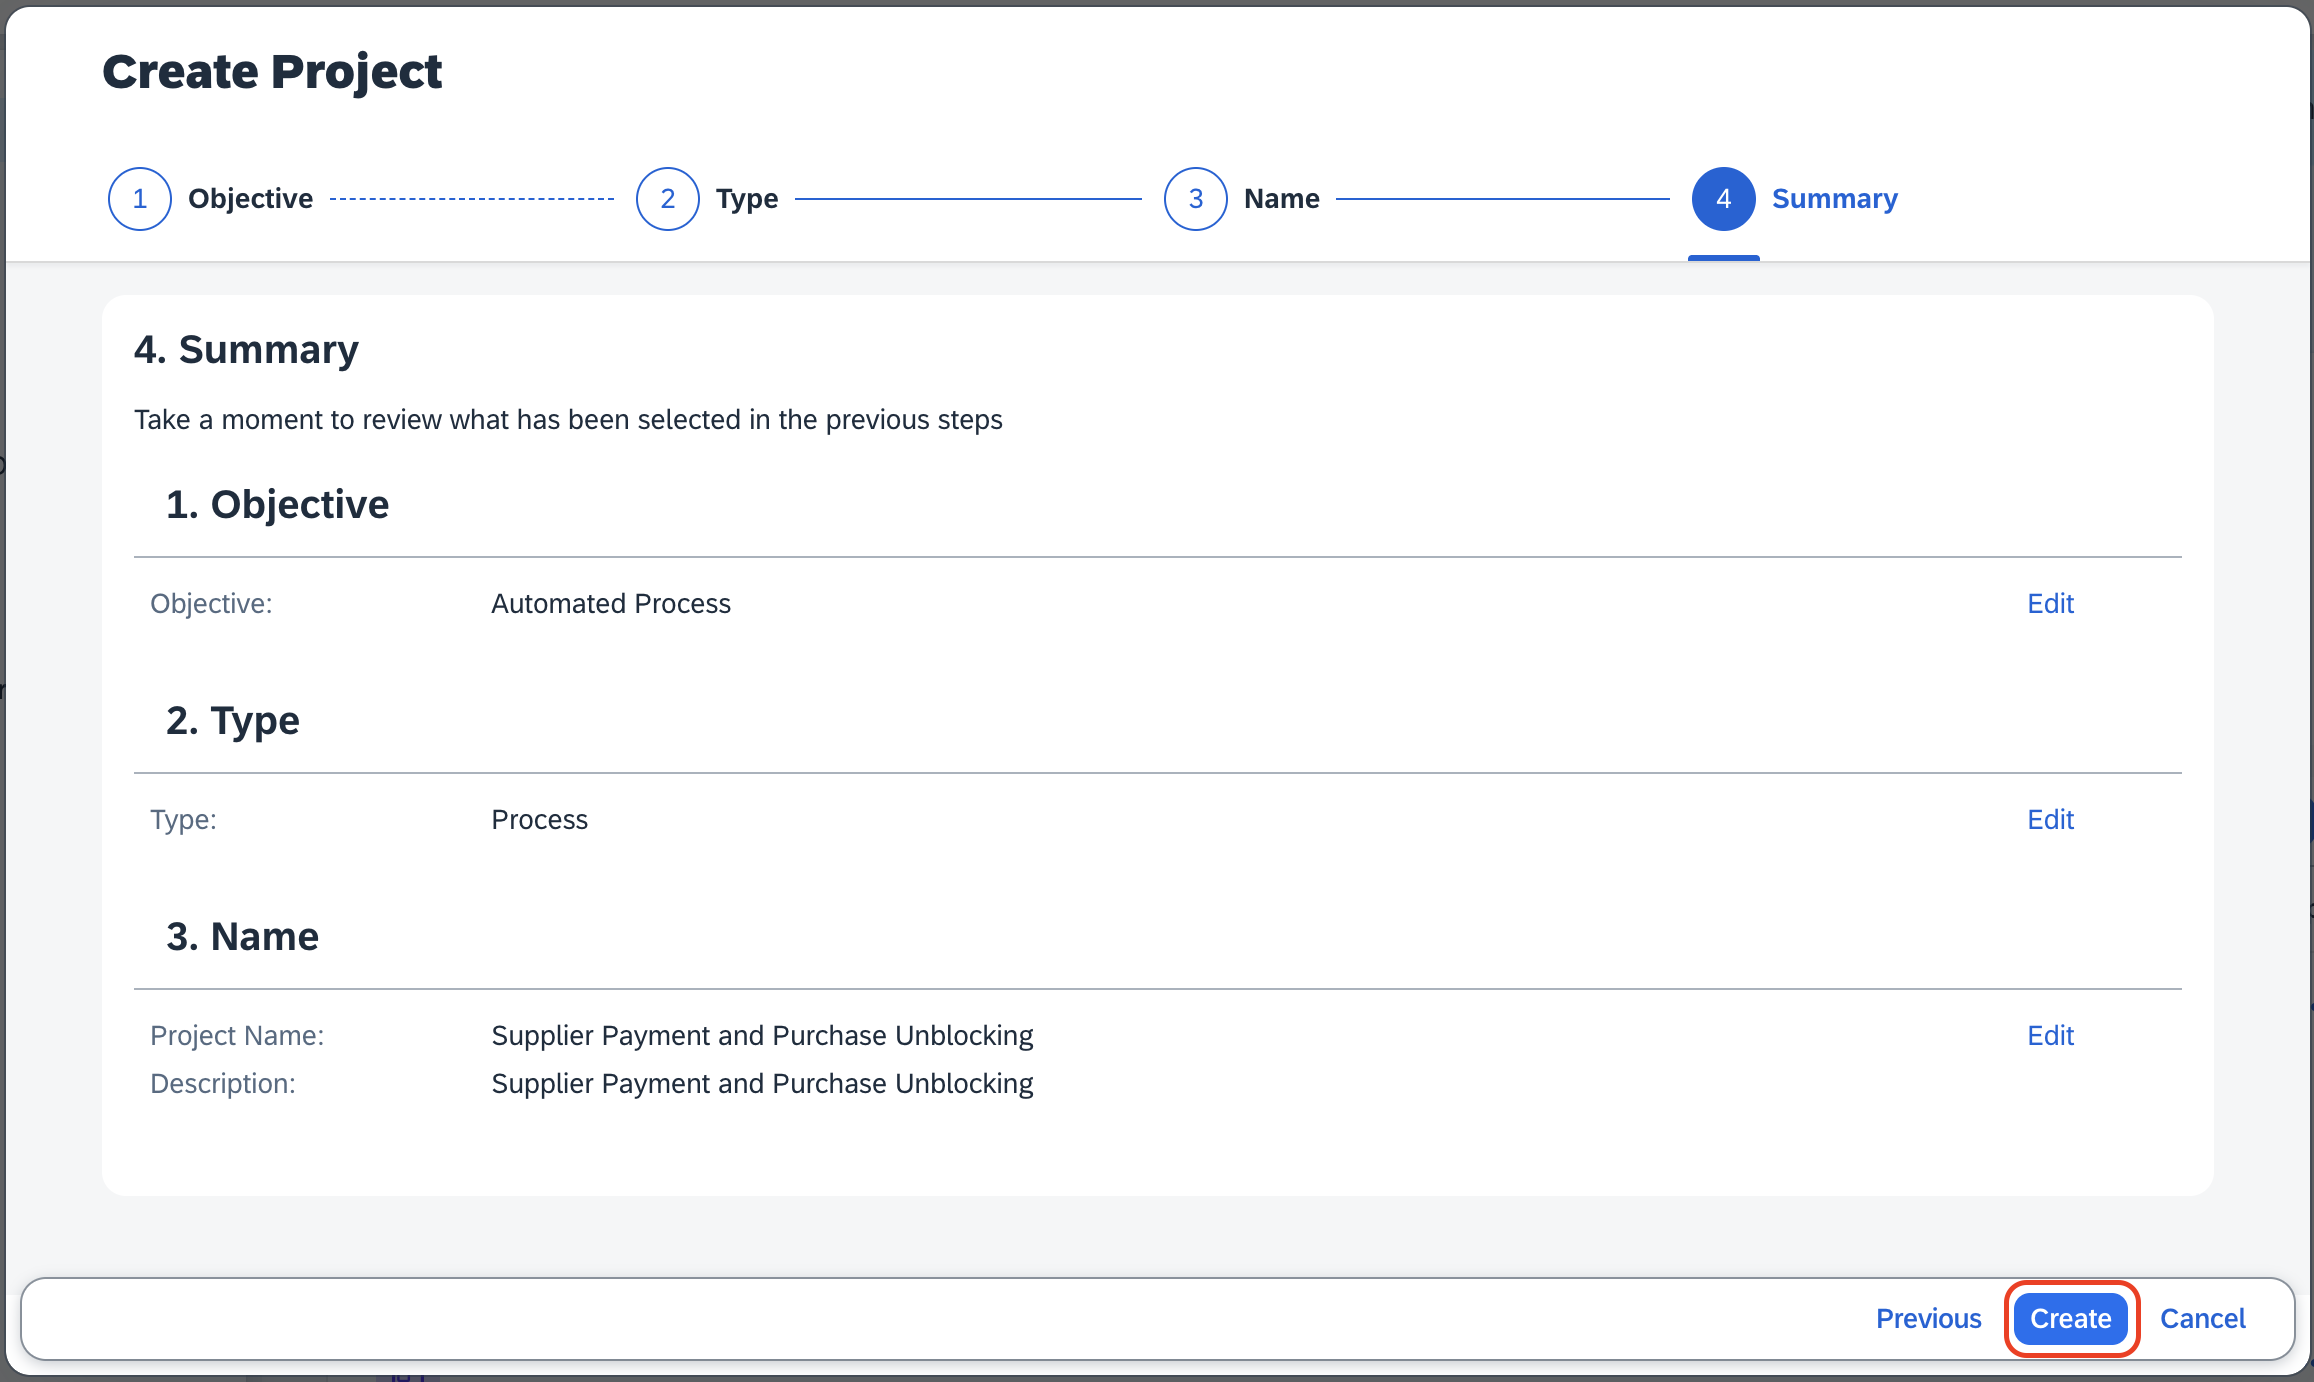 Create Project
1 Objective 2 Type 3 Name 4 Summary
4. Summary
Take a moment to review what has been selected in the previous steps
1. Objective
Objective: Automated Process Edit
2. Type
Type: Process Edit
3. Name
Project Name: Supplier Payment and Purchase Unblocking Edit
Description: Supplier Payment and Purchase Unblocking
Previous Create Cancel